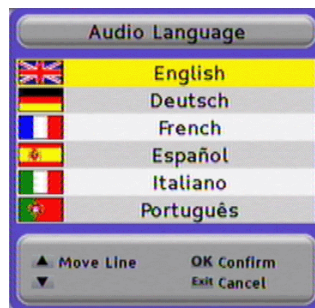 Audio Language
English
Deutsch
French
Español
Italiano
Português
▲ Move Line OK Confirm
▼ Exit Cancel